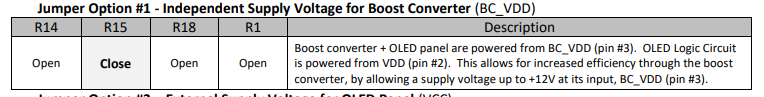 Jumper Option #1 - Independent Supply Voltage for Boost Converter (BC_VDD)
R14 R15 R18 R1 Description
Boost converter + OLED panel are powered from BC_VDD (pin #3). OLED Logic Circuit
Open Close Open Open is powered from VDD (pin #2). This allows for increased efficiency through the boost
converter, by allowing a supply voltage up to +12V at its input, BC_VDD (pin #3).